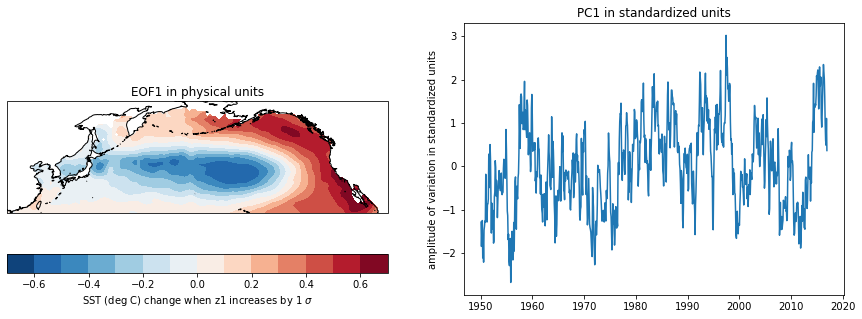 EOF1 in physical units
−0.6 −0.4 −0.2 0.0 0.2 0.4 0.6
SST (deg C) change when z1 increases by 1 σ
PC1 in standardized units
amplitude of variation in standardized units
3
2
1
0
−1
−2
1950 1960 1970 1980 1990 2000 2010 2020